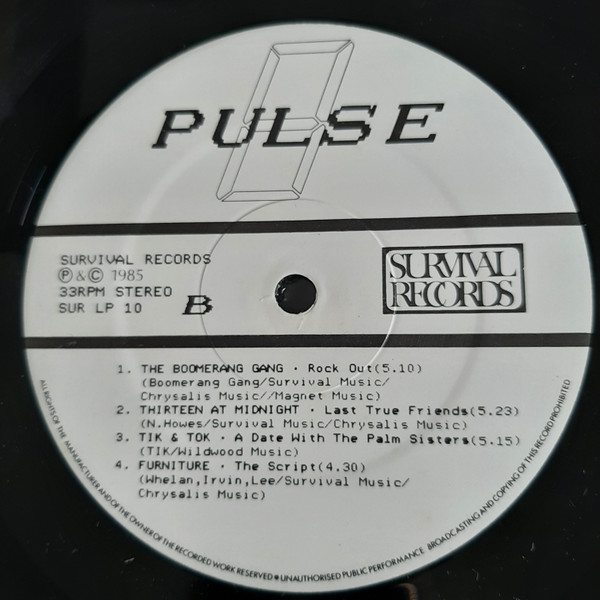 PULSE
SURVIVAL RECORDS
Ⓟ & © 1985
33RPM STEREO
SUR LP 10
B
SURVIVAL
RECORDS
1. THE BOOMERANG GANG · Rock Out(5.10)
(Boomerang Gang/Survival Music/
Chrysalis Music//Magnet Music)
2. THIRTEEN AT MIDNIGHT · Last True Friends(5.23)
(N.Howes/Survival Music/Chrysalis Music)
3. TIK & TOK · A Date With The Palm Sisters(5.15)
(TIK/Wildwood Music)
4. FURNITURE · The Script(4.30)
(Whelan,Irvin,Lee/Survival Music/
Chrysalis Music)
ALL RIGHTS OF THE MANUFACTURER AND OF THE OWNER OF THE RECORDED WORK RESERVED ● UNAUTHORISED PUBLIC PERFORMANCE BROADCASTING AND COPYING OF THIS RECORD PROHIBITED